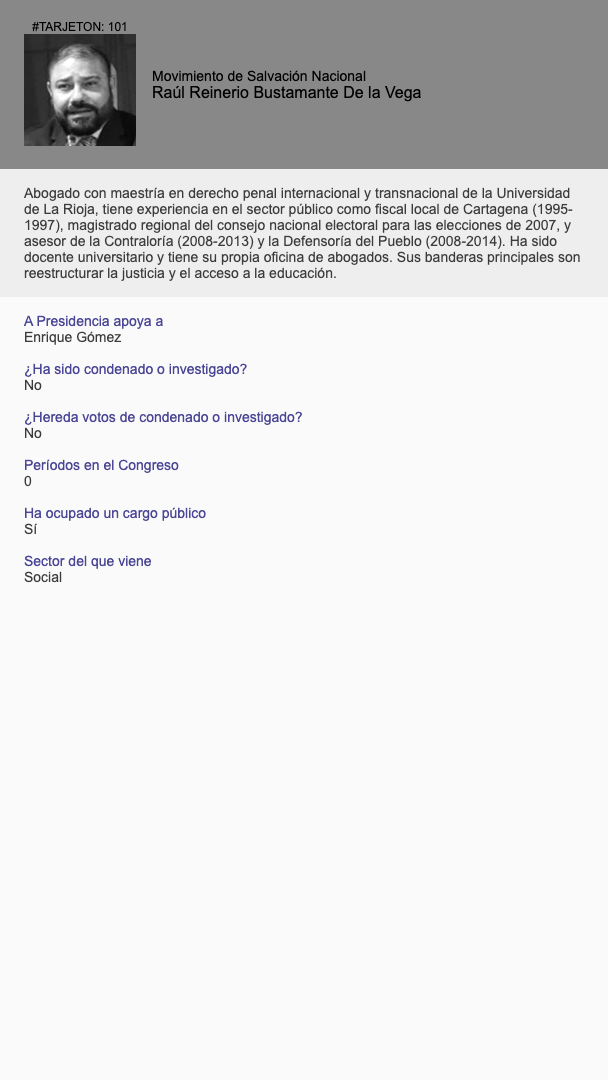 #TARJETON: 101
Movimiento de Salvación Nacional
Raúl Reinerio Bustamante De la Vega
Abogado con maestría en derecho penal internacional y transnacional de la Universidad
de La Rioja, tiene experiencia en el sector público como fiscal local de Cartagena (1995-
1997), magistrado regional del consejo nacional electoral para las elecciones de 2007, y
asesor de la Contraloría (2008-2013) y la Defensoría del Pueblo (2008-2014). Ha sido
docente universitario y tiene su propia oficina de abogados. Sus banderas principales son
reestructurar la justicia y el acceso a la educación.
A Presidencia apoya a
Enrique Gómez
¿Ha sido condenado o investigado?
No
¿Hereda votos de condenado o investigado?
No
Períodos en el Congreso
0
Ha ocupado un cargo público
Sí
Sector del que viene
Social